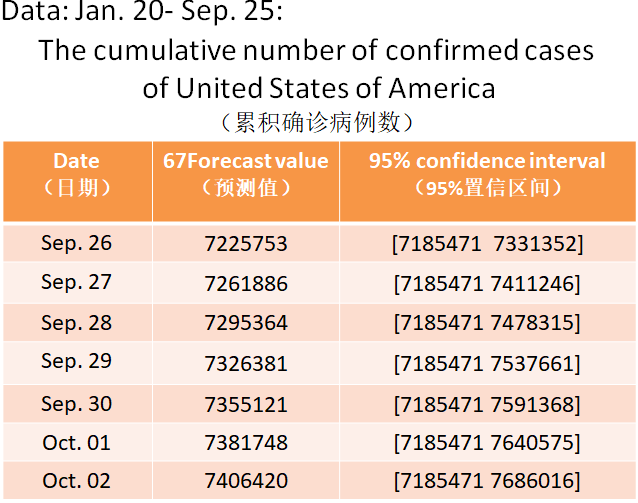 Data: Jan. 20- Sep. 25:
The cumulative number of confirmed cases
of United States of America
（累积确诊病例数）
Date 67Forecast value 95% confidence interval
（日期） （预测值） （95%置信区间）
Sep. 26 7225753 [7185471  7331352]
Sep. 27 7261886 [7185471 7411246]
Sep. 28 7295364 [7185471 7478315]
Sep. 29 7326381 [7185471 7537661]
Sep. 30 7355121 [7185471 7591368]
Oct. 01 7381748 [7185471 7640575]
Oct. 02 7406420 [7185471 7686016]